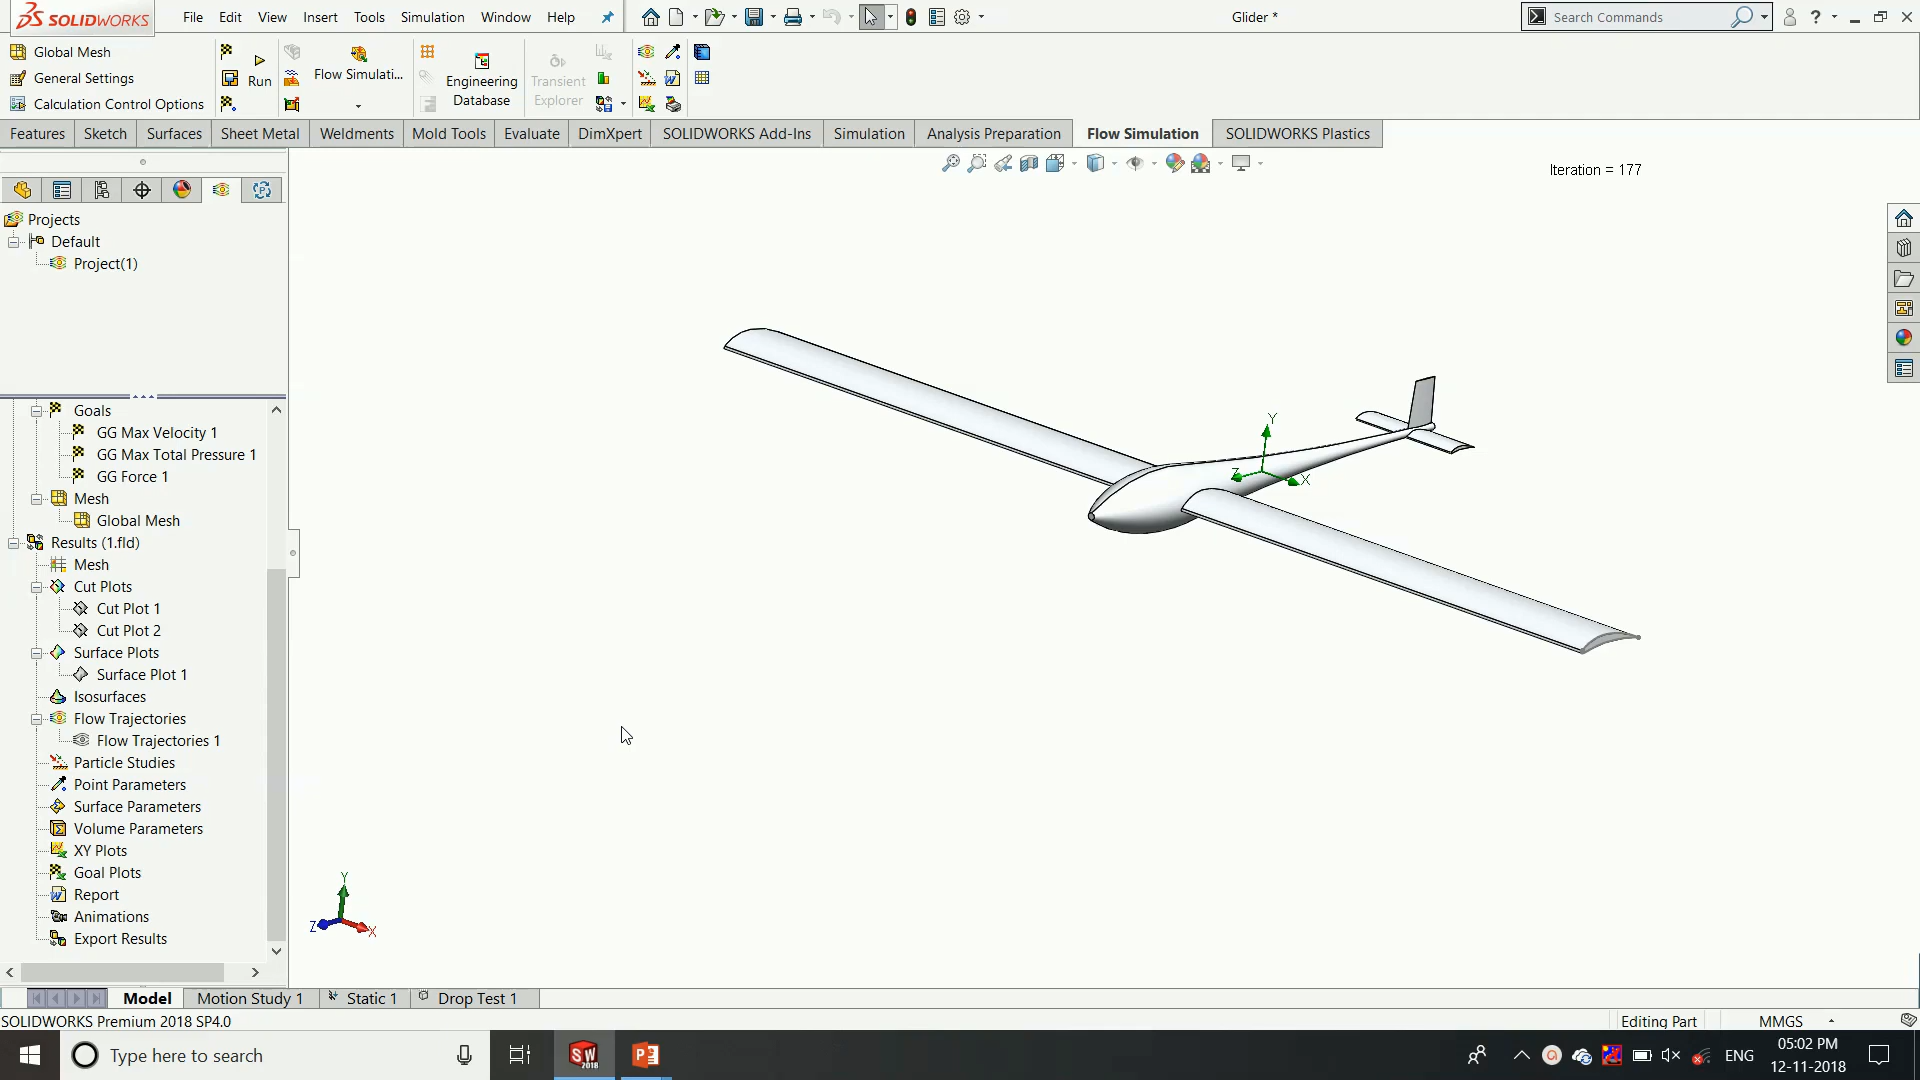 SOLIDWORKS
File Edit View Insert Tools Simulation Window Help
Glider *
Search Commands
Global Mesh
General Settings
Calculation Control Options
Run
Flow Simulati...
Engineering
Database
Transient
Explorer
Features Sketch Surfaces Sheet Metal Weldments Mold Tools Evaluate DimXpert SOLIDWORKS Add-Ins Simulation Analysis Preparation Flow Simulation SOLIDWORKS Plastics
Iteration = 177
Projects
Default
Project(1)
Goals
GG Max Velocity 1
GG Max Total Pressure 1
GG Force 1
Mesh
Global Mesh
Results (1.fld)
Mesh
Cut Plots
Cut Plot 1
Cut Plot 2
Surface Plots
Surface Plot 1
Isosurfaces
Flow Trajectories
Flow Trajectories 1
Particle Studies
Point Parameters
Surface Parameters
Volume Parameters
XY Plots
Goal Plots
Report
Animations
Export Results
Y
Z
X
Y
Z
X
Model Motion Study 1 Static 1 Drop Test 1
SOLIDWORKS Premium 2018 SP4.0
Editing Part
MMGS
Type here to search
SW
2018
ENG
05:02 PM
12-11-2018